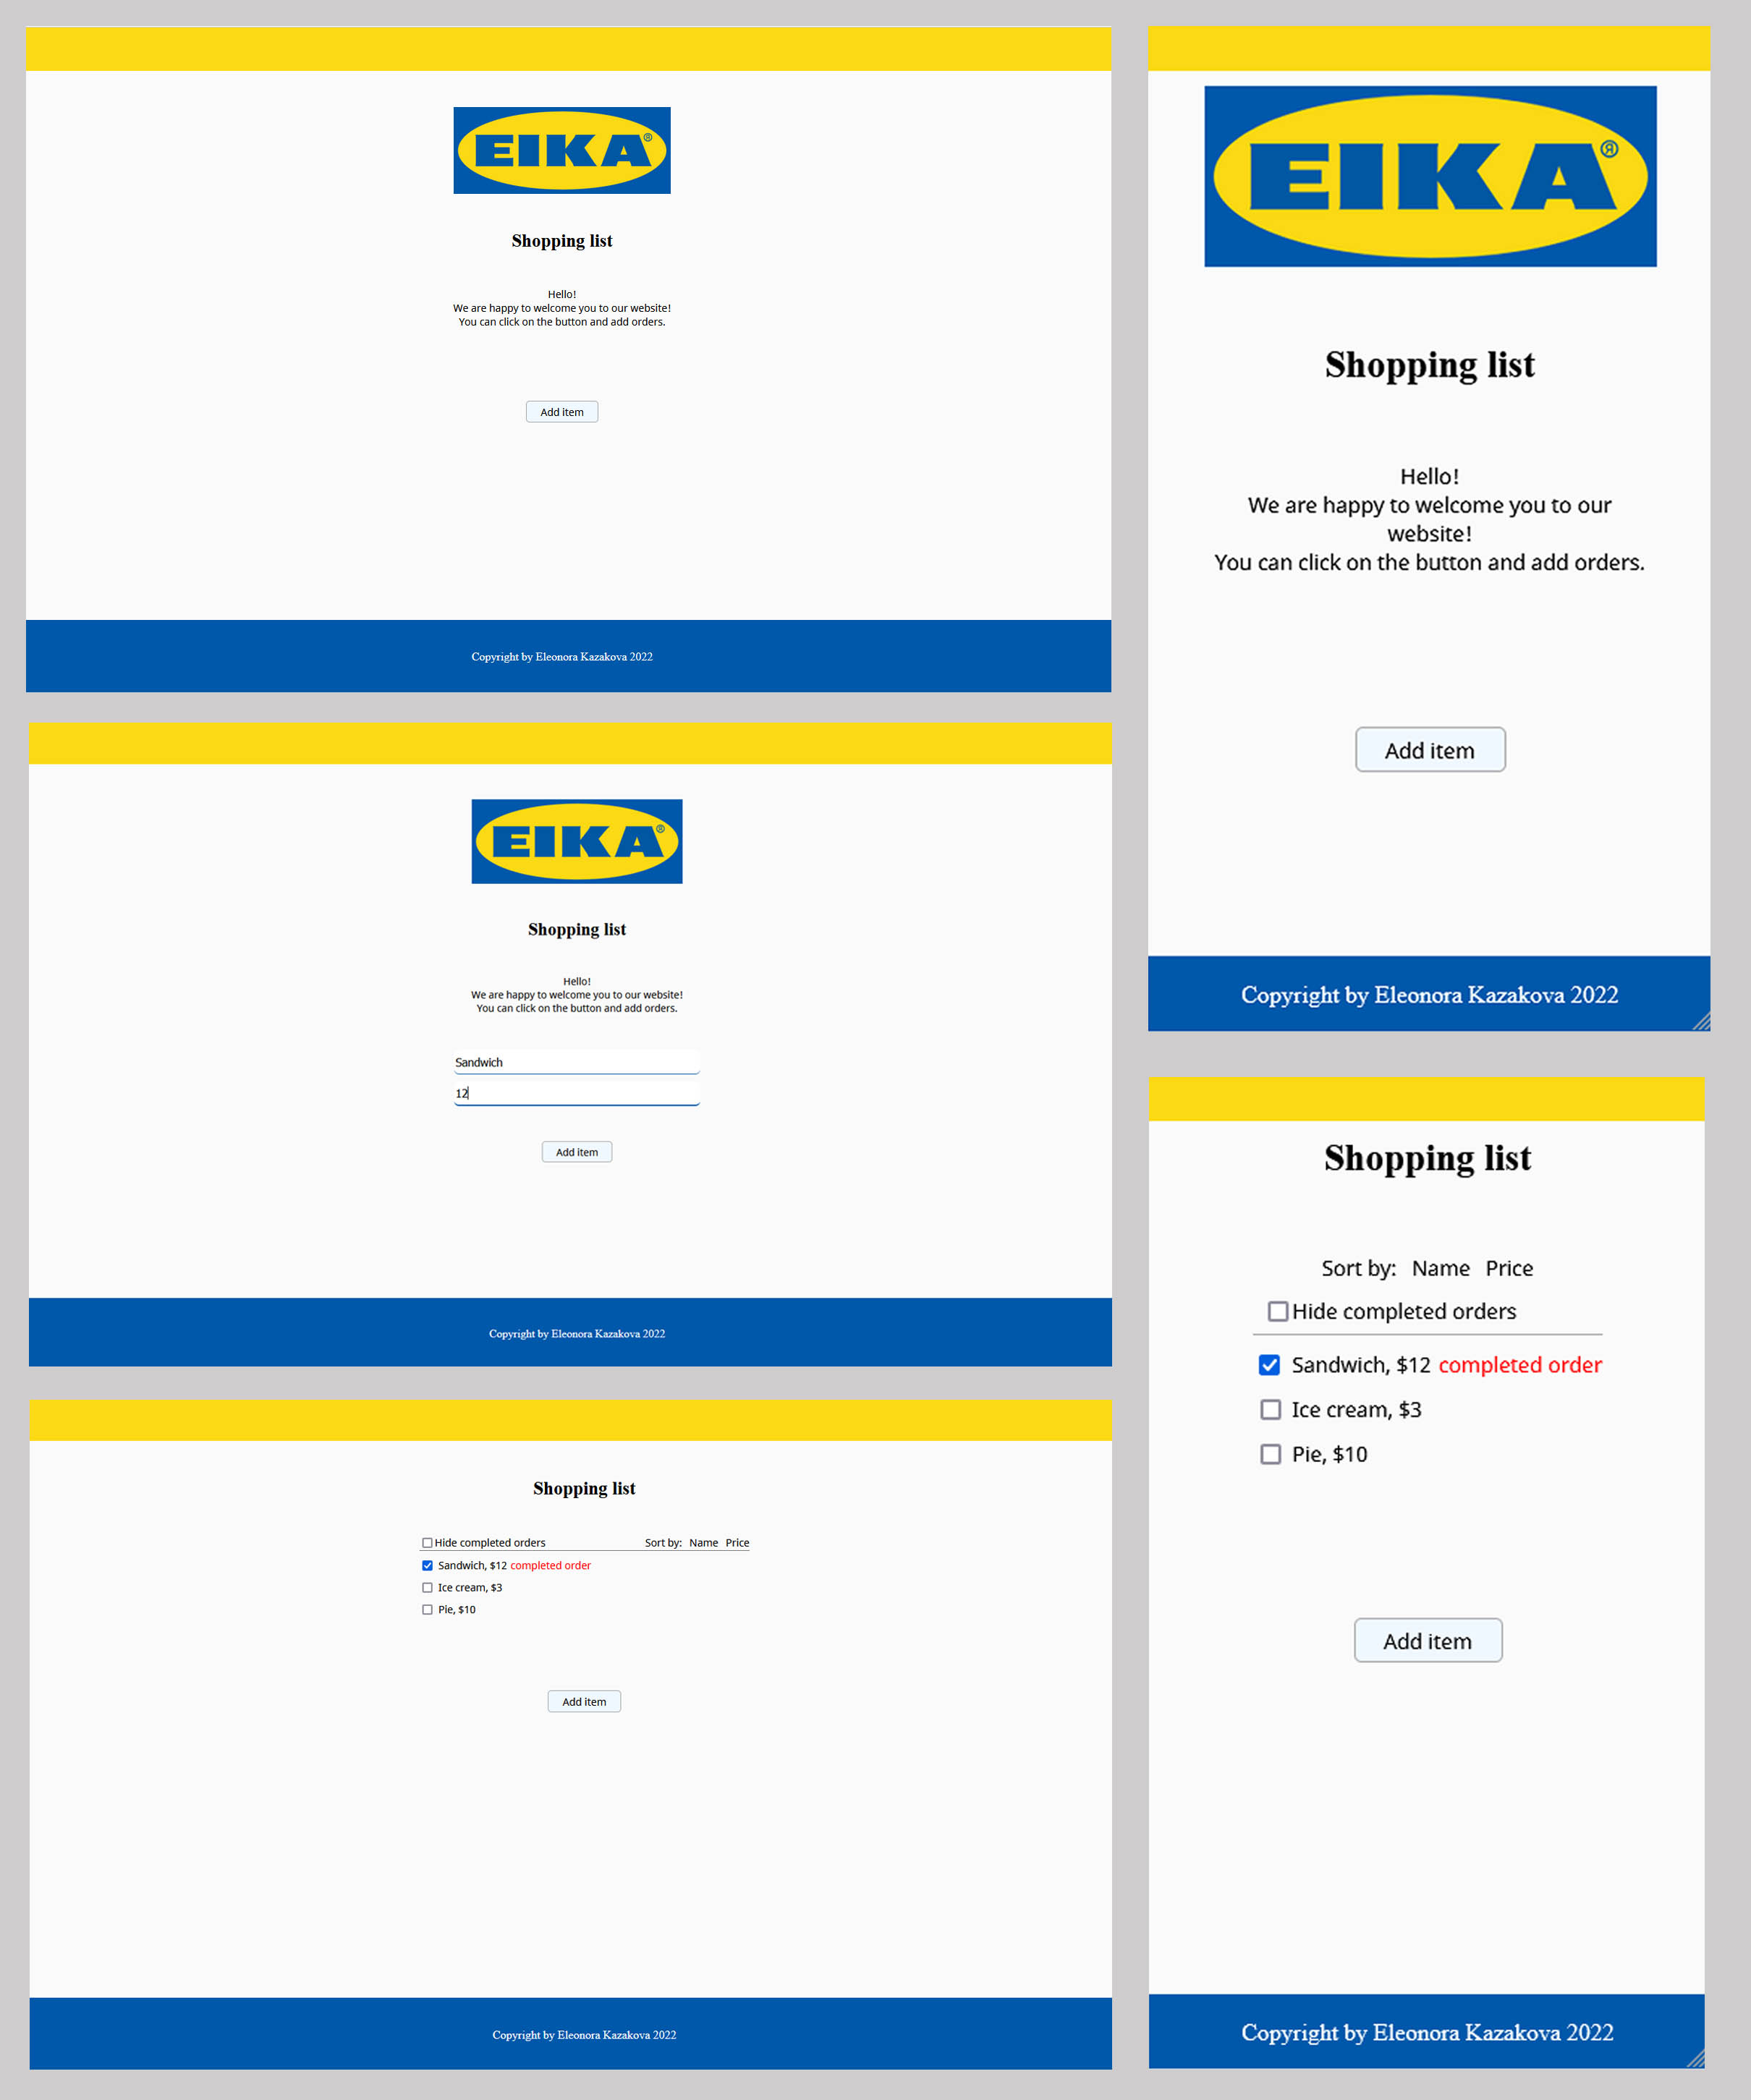 EIKA®
Shopping list
Hello!
We are happy to welcome you to our website!
You can click on the button and add orders.
Add item
Copyright by Eleonora Kazakova 2022
EIKA®
Shopping list
Hello!
We are happy to welcome you to our website!
You can click on the button and add orders.
Sandwich
12
Add item
Copyright by Eleonora Kazakova 2022
Shopping list
Hide completed orders Sort by: Name Price
Sandwich, $12 completed order
Ice cream, $3
Pie, $10
Add item
Copyright by Eleonora Kazakova 2022
EIKA®
Shopping list
Hello!
We are happy to welcome you to our
website!
You can click on the button and add orders.
Add item
Copyright by Eleonora Kazakova 2022
Shopping list
Sort by: Name Price
Hide completed orders
Sandwich, $12 completed order
Ice cream, $3
Pie, $10
Add item
Copyright by Eleonora Kazakova 2022